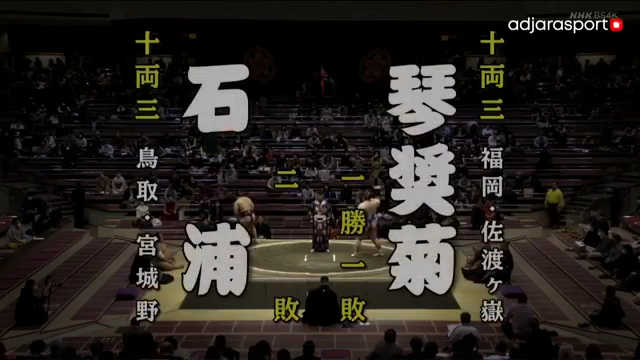 NHK BS4K
adjarasport
十両三
福岡・佐渡ヶ嶽
琴奨菊
一勝一敗
石浦
二敗
十両三
鳥取・宮城野